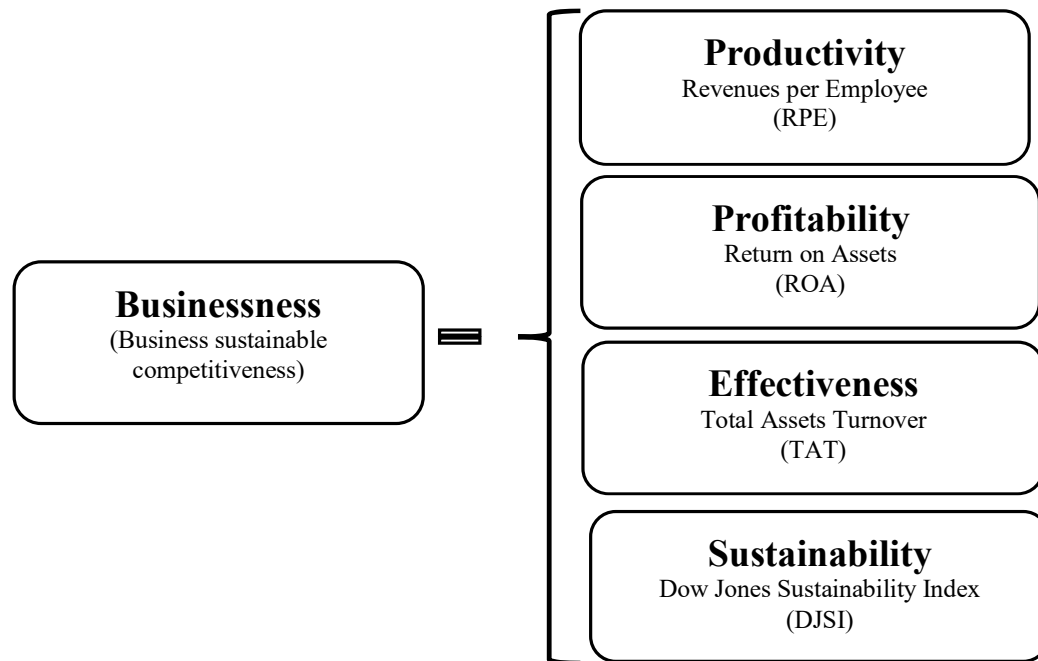 Productivity
Revenues per Employee
(RPE)
Profitability
Return on Assets
(ROA)
Businessness
(Business sustainable
competitiveness)
=
Effectiveness
Total Assets Turnover
(TAT)
Sustainability
Dow Jones Sustainability Index
(DJSI)